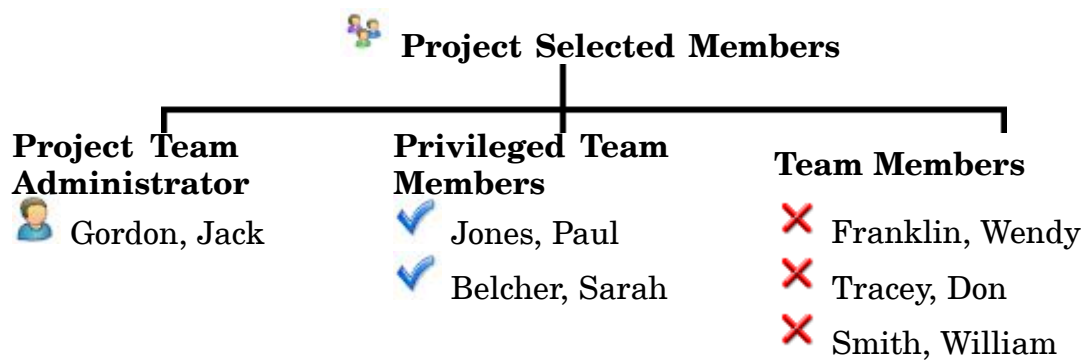 Project Selected Members
Project Team
Administrator
Gordon, Jack
Privileged Team
Members
Jones, Paul
Belcher, Sarah
Team Members
Franklin, Wendy
Tracey, Don
Smith, William